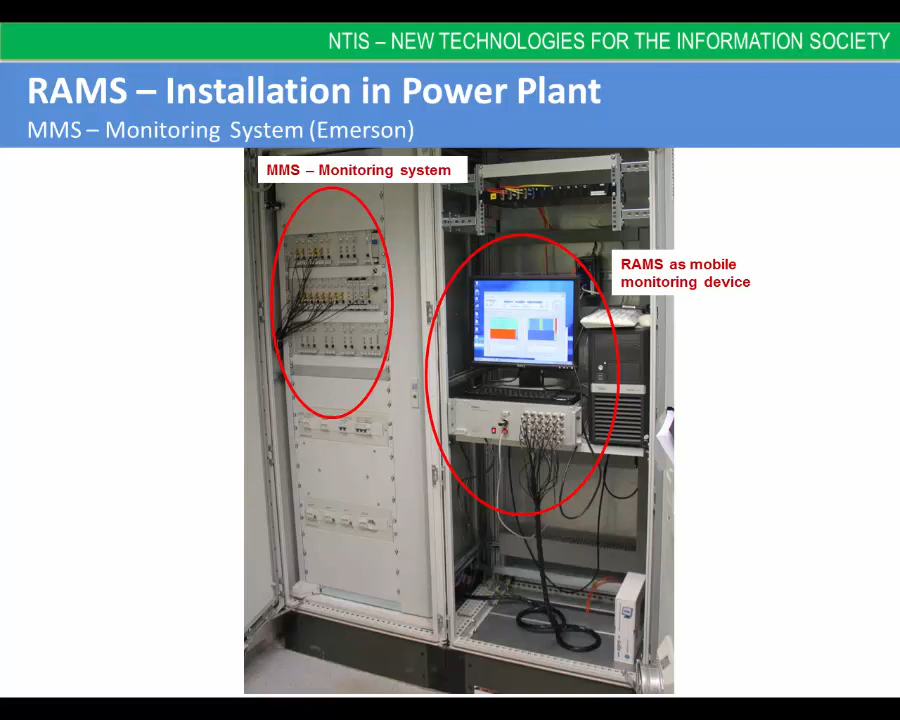 NTIS – NEW TECHNOLOGIES FOR THE INFORMATION SOCIETY
RAMS – Installation in Power Plant
MMS – Monitoring System (Emerson)
MMS – Monitoring system
RAMS as mobile
monitoring device